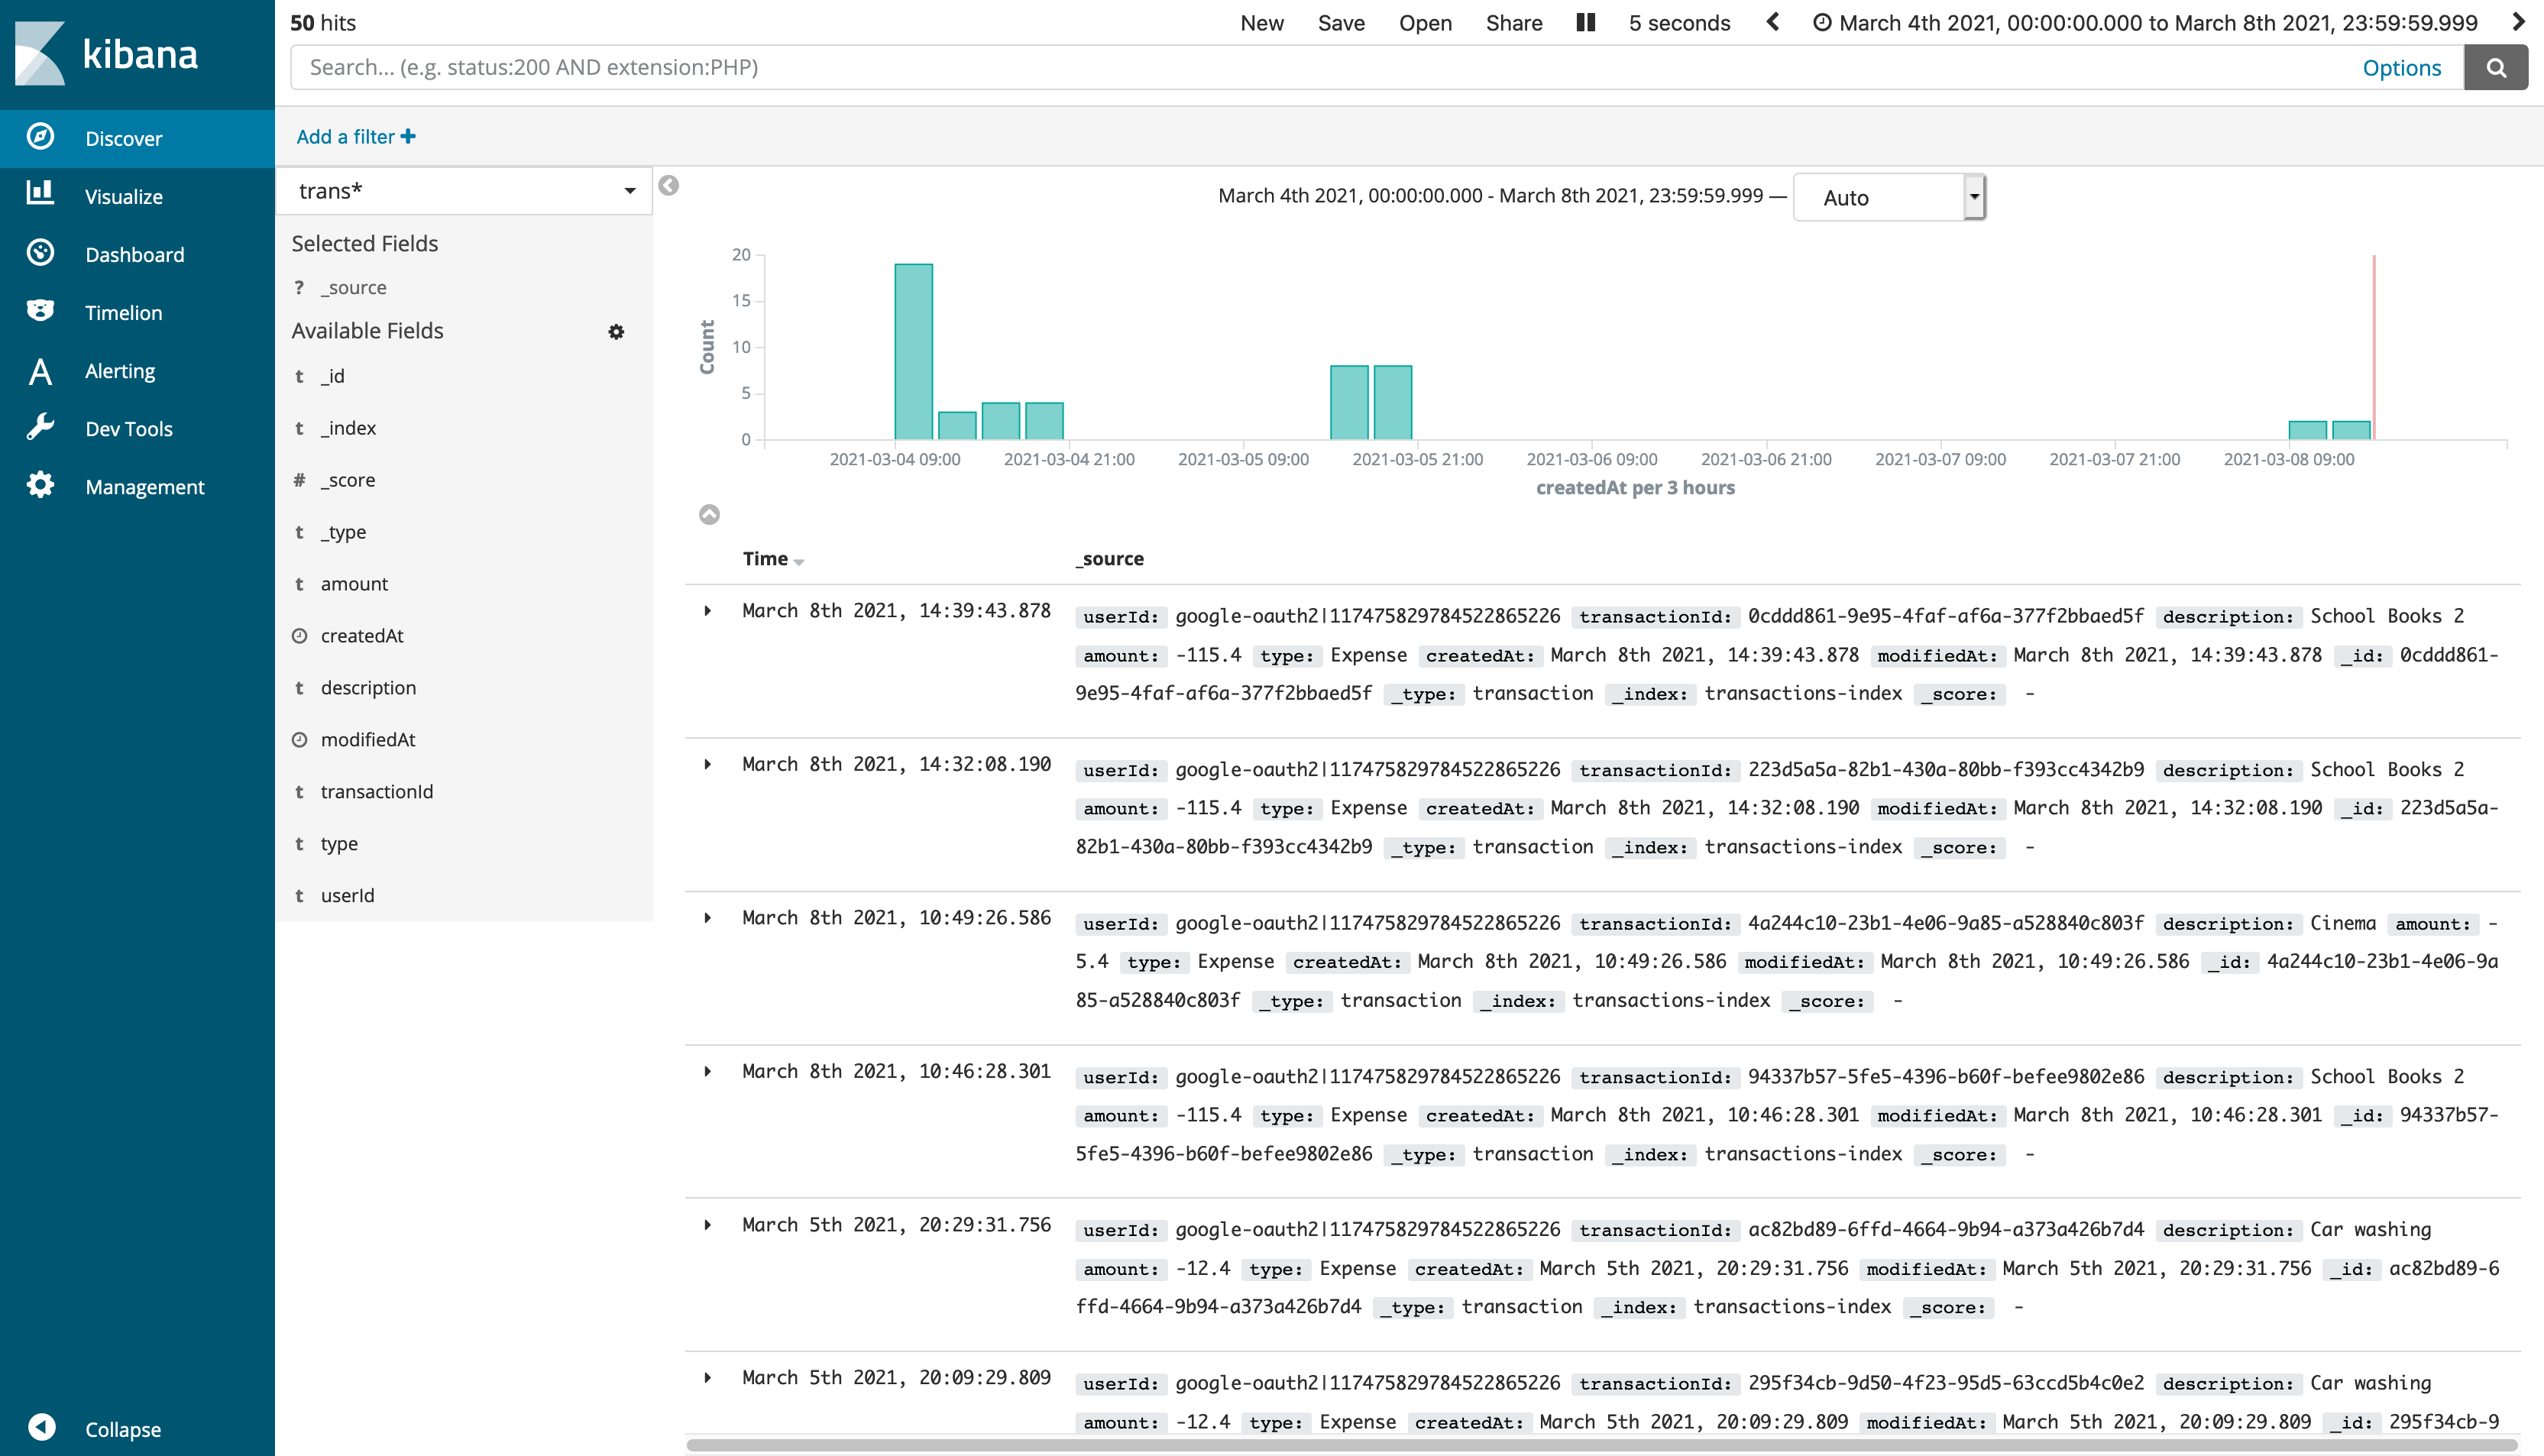 kibana
Discover
Visualize
Dashboard
Timelion
Alerting
Dev Tools
Management
Collapse
50 hits
New Save Open Share 5 seconds March 4th 2021, 00:00:00.000 to March 8th 2021, 23:59:59.999
Search... (e.g. status:200 AND extension:PHP) Options
Add a filter +
trans*
Selected Fields
? _source
Available Fields
t _id
t _index
# _score
t _type
t amount
createdAt
t description
modifiedAt
t transactionId
t type
t userId
March 4th 2021, 00:00:00.000 - March 8th 2021, 23:59:59.999 — Auto
Count
20
15
10
5
0
2021-03-04 09:00 2021-03-04 21:00 2021-03-05 09:00 2021-03-05 21:00 2021-03-06 09:00 2021-03-06 21:00 2021-03-07 09:00 2021-03-07 21:00 2021-03-08 09:00
createdAt per 3 hours
Time _source
March 8th 2021, 14:39:43.878 userId: google-oauth2|117475829784522865226 transactionId: 0cddd861-9e95-4faf-af6a-377f2bbaed5f description: School Books 2
amount: -115.4 type: Expense createdAt: March 8th 2021, 14:39:43.878 modifiedAt: March 8th 2021, 14:39:43.878 _id: 0cddd861-
9e95-4faf-af6a-377f2bbaed5f _type: transaction _index: transactions-index _score: -
March 8th 2021, 14:32:08.190 userId: google-oauth2|117475829784522865226 transactionId: 223d5a5a-82b1-430a-80bb-f393cc4342b9 description: School Books 2
amount: -115.4 type: Expense createdAt: March 8th 2021, 14:32:08.190 modifiedAt: March 8th 2021, 14:32:08.190 _id: 223d5a5a-
82b1-430a-80bb-f393cc4342b9 _type: transaction _index: transactions-index _score: -
March 8th 2021, 10:49:26.586 userId: google-oauth2|117475829784522865226 transactionId: 4a244c10-23b1-4e06-9a85-a528840c803f description: Cinema amount: -
5.4 type: Expense createdAt: March 8th 2021, 10:49:26.586 modifiedAt: March 8th 2021, 10:49:26.586 _id: 4a244c10-23b1-4e06-9a
85-a528840c803f _type: transaction _index: transactions-index _score: -
March 8th 2021, 10:46:28.301 userId: google-oauth2|117475829784522865226 transactionId: 94337b57-5fe5-4396-b60f-befee9802e86 description: School Books 2
amount: -115.4 type: Expense createdAt: March 8th 2021, 10:46:28.301 modifiedAt: March 8th 2021, 10:46:28.301 _id: 94337b57-
5fe5-4396-b60f-befee9802e86 _type: transaction _index: transactions-index _score: -
March 5th 2021, 20:29:31.756 userId: google-oauth2|117475829784522865226 transactionId: ac82bd89-6ffd-4664-9b94-a373a426b7d4 description: Car washing
amount: -12.4 type: Expense createdAt: March 5th 2021, 20:29:31.756 modifiedAt: March 5th 2021, 20:29:31.756 _id: ac82bd89-6
ffd-4664-9b94-a373a426b7d4 _type: transaction _index: transactions-index _score: -
March 5th 2021, 20:09:29.809 userId: google-oauth2|117475829784522865226 transactionId: 295f34cb-9d50-4f23-95d5-63ccd5b4c0e2 description: Car washing
amount: -12.4 type: Expense createdAt: March 5th 2021, 20:09:29.809 modifiedAt: March 5th 2021, 20:09:29.809 _id: 295f34cb-9